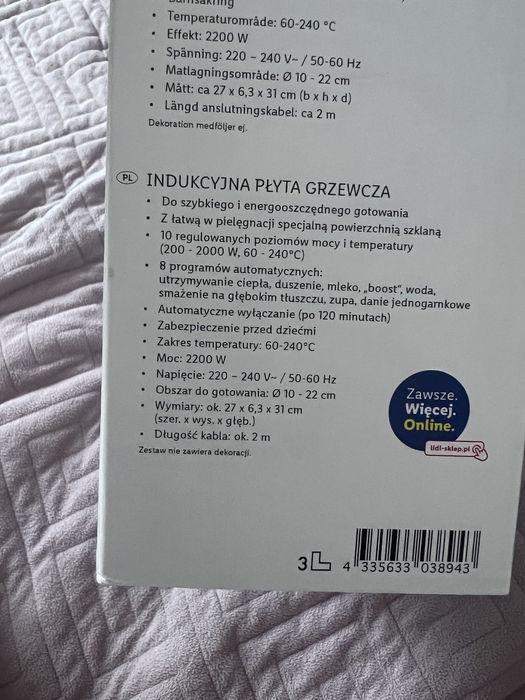 • Temperaturområde: 60-240 °C
• Effekt: 2200 W
• Spänning: 220 – 240 V~ / 50-60 Hz
• Matlagningsområde: Ø 10 - 22 cm
• Mått: ca 27 x 6,3 x 31 cm (b x h x d)
• Längd anslutningskabel: ca 2 m
Dekoration medföljer ej.
PL INDUKCYJNA PŁYTA GRZEWCZA
• Do szybkiego i energooszczędnego gotowania
• Z łatwą w pielęgnacji specjalną powierzchnią szklaną
• 10 regulowanych poziomów mocy i temperatury
(200 - 2000 W, 60 - 240°C)
• 8 programów automatycznych:
utrzymywanie ciepła, duszenie, mleko, „boost”, woda,
smażenie na głębokim tłuszczu, zupa, danie jednogarnkowe
• Automatyczne wyłączanie (po 120 minutach)
• Zabezpieczenie przed dziećmi
• Zakres temperatury: 60-240°C
• Moc: 2200 W
• Napięcie: 220 – 240 V~ / 50-60 Hz
• Obszar do gotowania: Ø 10 - 22 cm
• Wymiary: ok. 27 x 6,3 x 31 cm
(szer. x wys. x głęb.)
• Długość kabla: ok. 2 m
Zestaw nie zawiera dekoracji.
Zawsze.
Więcej.
Online.
lidl-sklep.pl
3 L
4 335633 038943